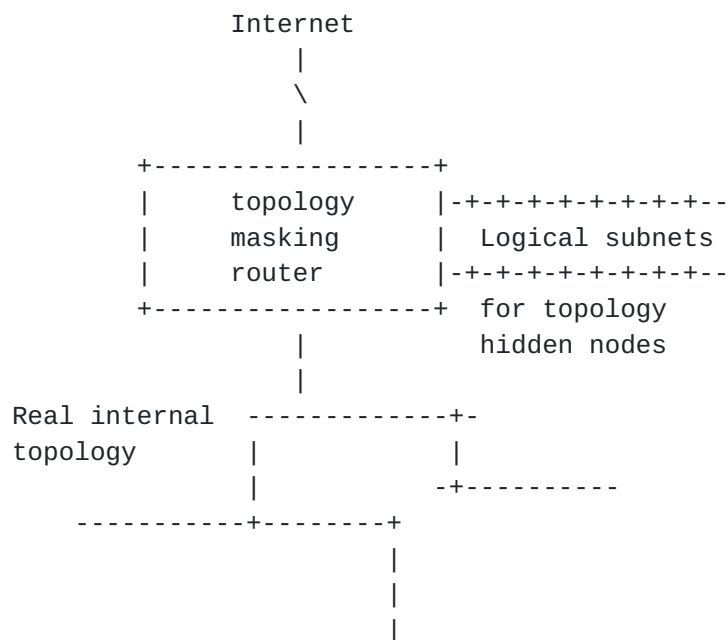 Internet
topology
masking
router
Logical subnets
for topology
hidden nodes
Real internal
topology